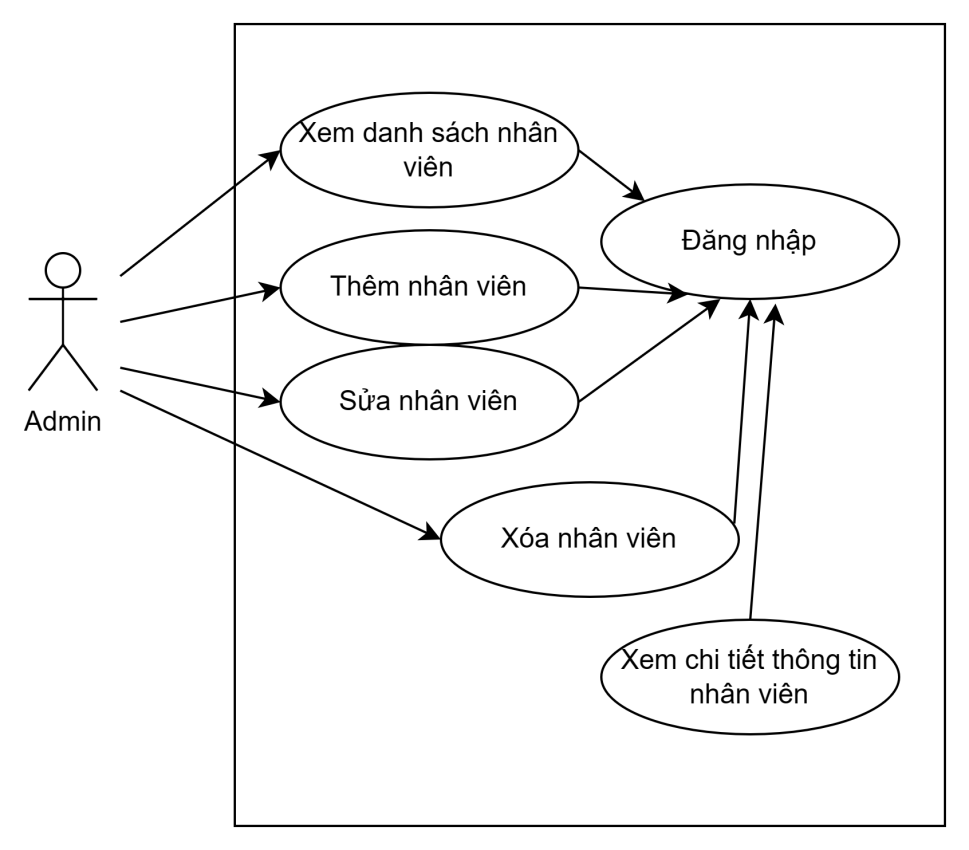 Xem danh sách nhân
viên
Đăng nhập
Thêm nhân viên
Sửa nhân viên
Admin
Xóa nhân viên
Xem chi tiết thông tin
nhân viên